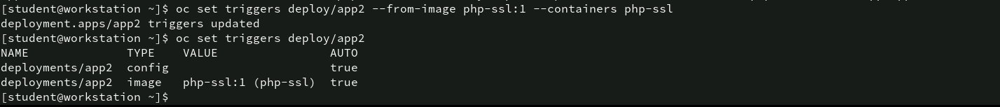 [student@workstation ~]$ oc set triggers deploy/app2 --from-image php-ssl:1 --containers php-ssl
deployment.apps/app2 triggers updated
[student@workstation ~]$ oc set triggers deploy/app2
NAME              TYPE    VALUE                AUTO
deployments/app2  config                       true
deployments/app2  image   php-ssl:1 (php-ssl)  true
[student@workstation ~]$